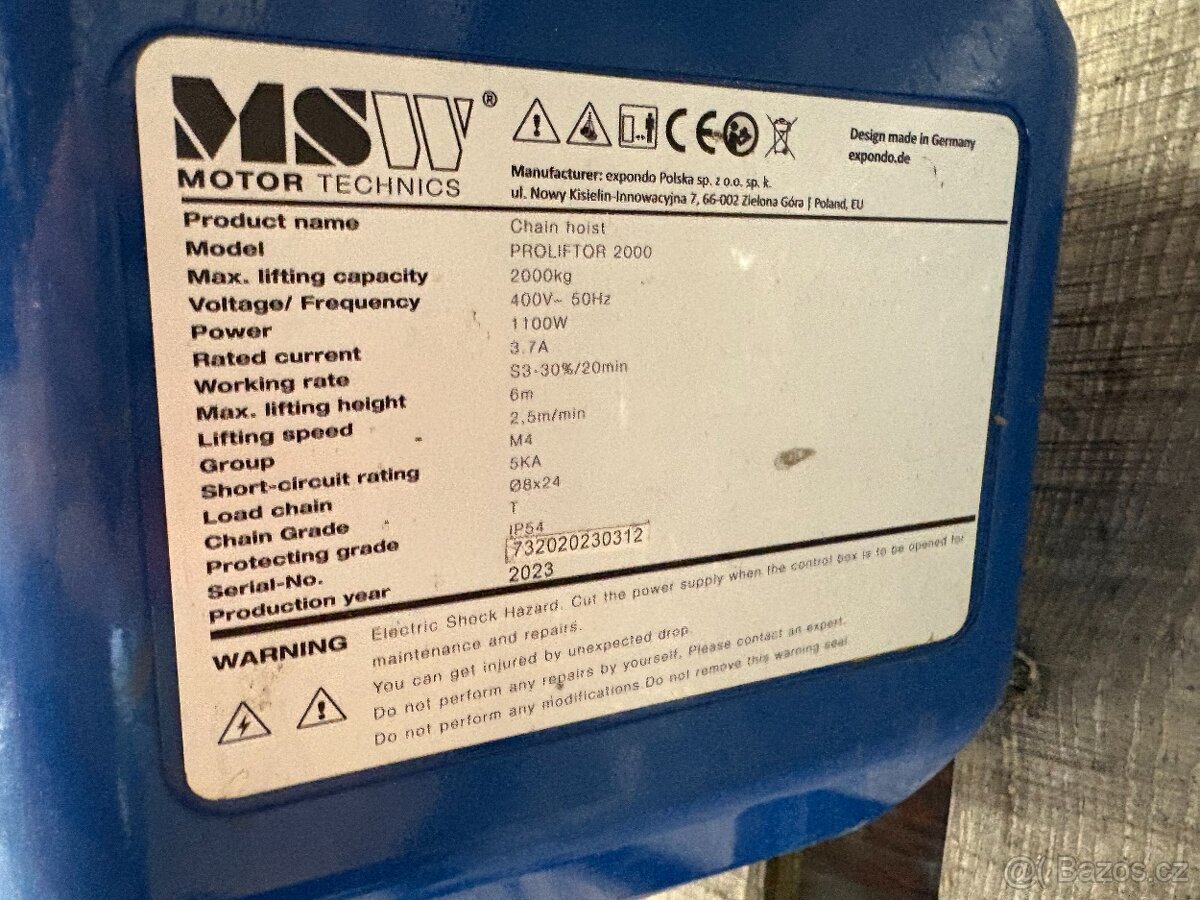 MSW®
MOTOR TECHNICS
Design made in Germany
expondo.de
Manufacturer: expondo Polska sp. z o.o. sp. k.
ul. Nowy Kisielin-Innowacyjna 7, 66-002 Zielona Góra | Poland, EU
Product name Chain hoist
Model PROLIFTOR 2000
Max. lifting capacity 2000kg
Voltage/ Frequency 400V~ 50Hz
Power 1100W
Rated current 3.7A
Working rate S3-30%/20min
Max. lifting height 6m
Lifting speed 2,5m/min
Group M4
Short-circuit rating 5KA
Load chain Ø8x24
Chain Grade T
Protecting grade IP54
Serial-No. 732020230312
Production year 2023
WARNING
Electric Shock Hazard. Cut the power supply when the control box is to be opened for
maintenance and repairs.
You can get injured by unexpected drop.
Do not perform any repairs by yourself. Please contact an expert.
Do not perform any modifications. Do not remove this warning seal.
Bazos.cz